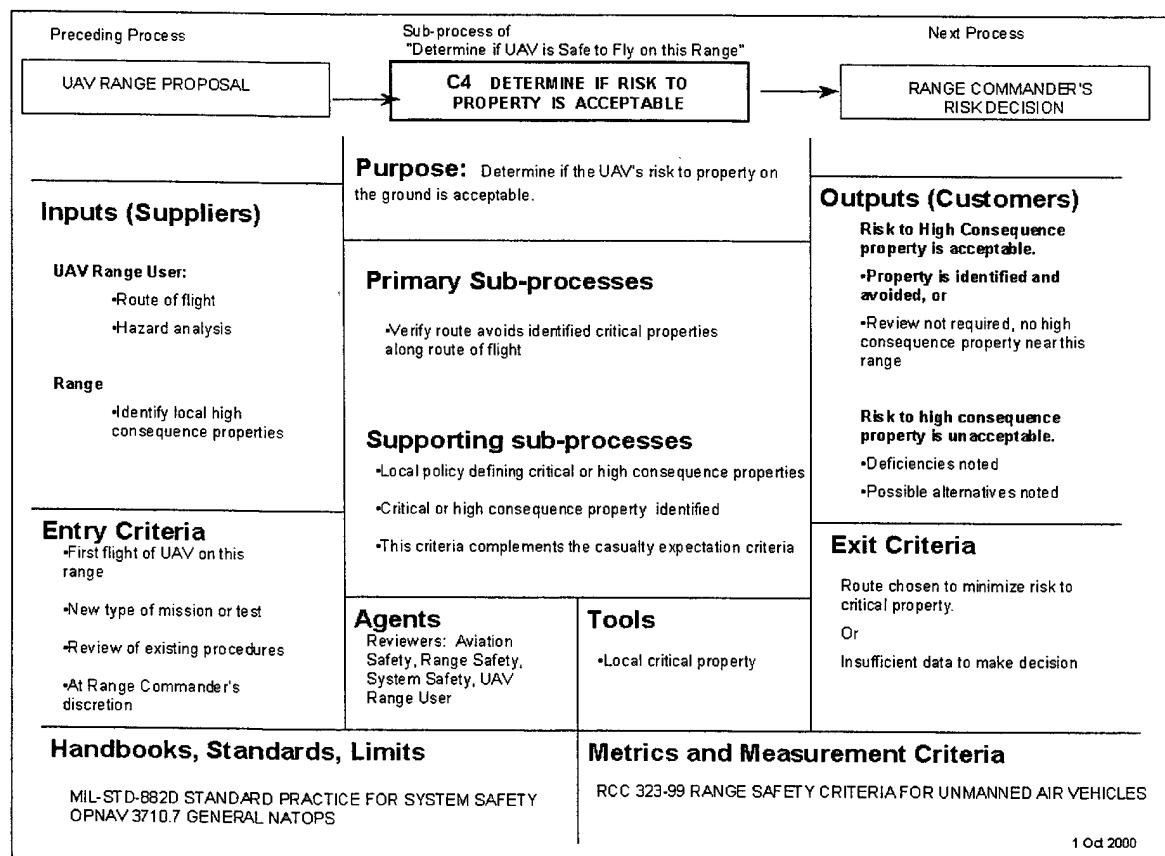 Preceding Process
Sub-process of
"Determine if UAV is Safe to Fly on this Range"
Next Process
UAV RANGE PROPOSAL
C4 DETERMINE IF RISK TO
PROPERTY IS ACCEPTABLE
RANGE COMMANDER'S
RISK DECISION
Purpose: Determine if the UAV's risk to property on
the ground is acceptable.
Inputs (Suppliers)
UAV Range User:
•Route of flight
•Hazard analysis
Range
•Identify local high
consequence properties
Primary Sub-processes
•Verify route avoids identified critical properties
along route of flight
Supporting sub-processes
•Local policy defining critical or high consequence properties
•Critical or high consequence property identified
•This criteria complements the casualty expectation criteria
Outputs (Customers)
Risk to High Consequence
property is acceptable.
•Property is identified and
avoided, or
•Review not required, no high
consequence property near this
range
Risk to high consequence
property is unacceptable.
•Deficiencies noted
•Possible alternatives noted
Entry Criteria
•First flight of UAV on this
range
•New type of mission or test
•Review of existing procedures
•At Range Commander's
discretion
Agents
Reviewers: Aviation
Safety, Range Safety,
System Safety, UAV
Range User
Tools
•Local critical property
Exit Criteria
Route chosen to minimize risk to
critical property.
Or
Insufficient data to make decision
Handbooks, Standards, Limits
MIL-STD-882D STANDARD PRACTICE FOR SYSTEM SAFETY
OPNAV 3710.7 GENERAL NATOPS
Metrics and Measurement Criteria
RCC 323-99 RANGE SAFETY CRITERIA FOR UNMANNED AIR VEHICLES
1 Oct 2000